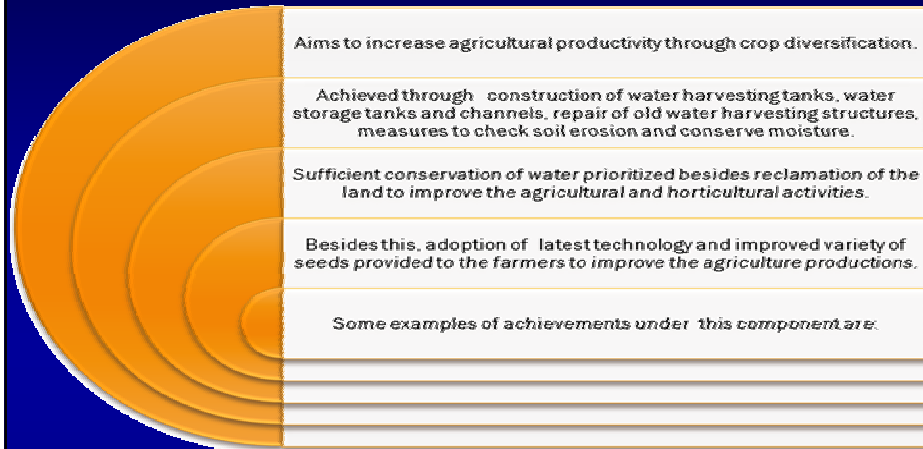 Aims to increase agricultural productivity through crop diversification.
Achieved through construction of water harvesting tanks, water
storage tanks and channels, repair of old water harvesting structures,
measures to check soil erosion and conserve moisture.
Sufficient conservation of water prioritized besides reclamation of the
land to improve the agricultural and horticultural activities.
Besides this, adoption of latest technology and improved variety of
seeds provided to the farmers to improve the agriculture productions.
Some examples of achievements under this component are: